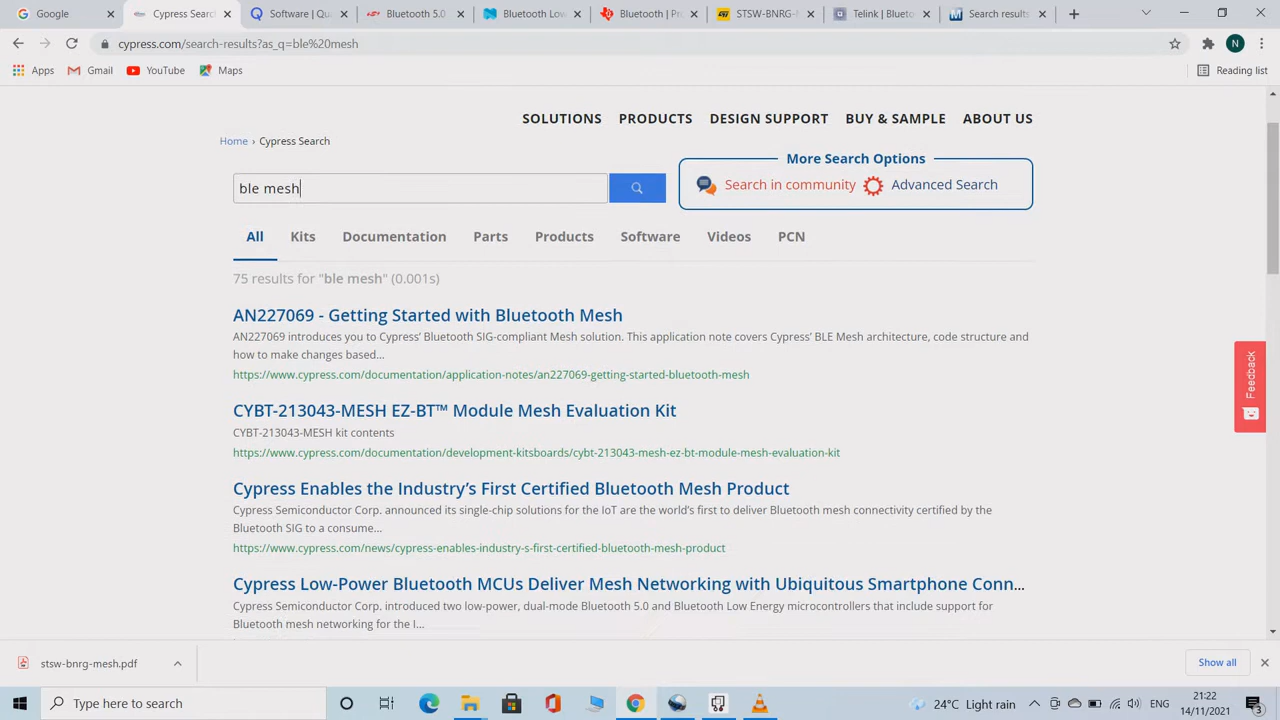 Google
Cypress Sear
Software | Qu
Bluetooth 5.0
Bluetooth Low
Bluetooth | Pr
STSW-BNRG-
Telink | Blueto
Search results
cypress.com/search-results?as_q=ble%20mesh
N
Apps
Gmail
YouTube
Maps
Reading list
SOLUTIONS PRODUCTS DESIGN SUPPORT BUY & SAMPLE ABOUT US
Home › Cypress Search
More Search Options
ble mesh
Search in community
Advanced Search
All Kits Documentation Parts Products Software Videos PCN
75 results for "ble mesh" (0.001s)
AN227069 - Getting Started with Bluetooth Mesh
AN227069 introduces you to Cypress' Bluetooth SIG-compliant Mesh solution. This application note covers Cypress' BLE Mesh architecture, code structure and
how to make changes based...
https://www.cypress.com/documentation/application-notes/an227069-getting-started-bluetooth-mesh
CYBT-213043-MESH EZ-BT™ Module Mesh Evaluation Kit
CYBT-213043-MESH kit contents
https://www.cypress.com/documentation/development-kitsboards/cybt-213043-mesh-ez-bt-module-mesh-evaluation-kit
Cypress Enables the Industry's First Certified Bluetooth Mesh Product
Cypress Semiconductor Corp. announced its single-chip solutions for the IoT are the world's first to deliver Bluetooth mesh connectivity certified by the
Bluetooth SIG to a consume...
https://www.cypress.com/news/cypress-enables-industry-s-first-certified-bluetooth-mesh-product
Cypress Low-Power Bluetooth MCUs Deliver Mesh Networking with Ubiquitous Smartphone Conn...
Cypress Semiconductor Corp. introduced two low-power, dual-mode Bluetooth 5.0 and Bluetooth Low Energy microcontrollers that include support for
Bluetooth mesh networking for the I...
Feedback
stsw-bnrg-mesh.pdf
Show all
Type here to search
24°C Light rain
21:22
14/11/2021
3